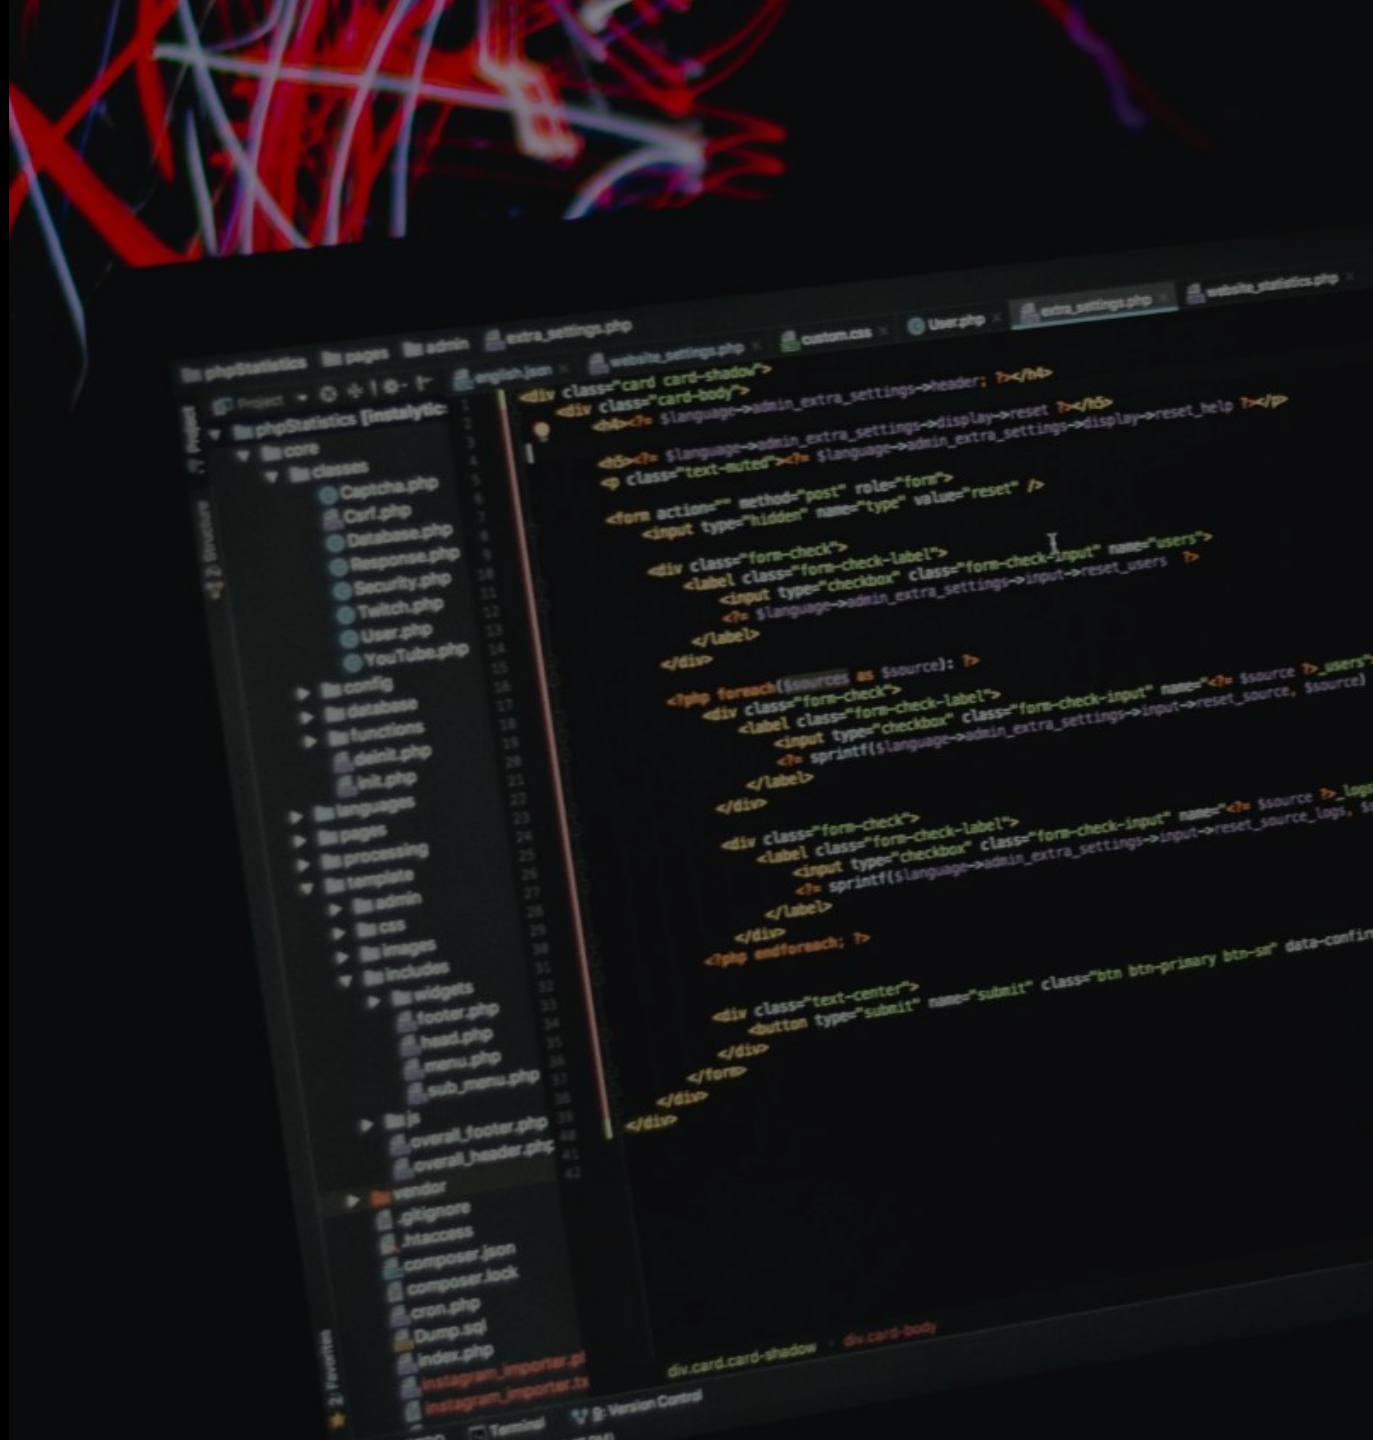 phpStatistics pages admin extra_settings.php
english.json website_settings.php custom.css User.php extra_settings.php website_statistics.php
Project
phpStatistics [instalytic
core
classes
Captcha.php
Csrf.php
Database.php
Response.php
Security.php
Twitch.php
User.php
YouTube.php
config
database
functions
deinit.php
init.php
languages
pages
processing
template
admin
css
images
includes
widgets
footer.php
head.php
menu.php
sub_menu.php
js
overall_footer.php
overall_header.php
vendor
.gitignore
.htaccess
composer.json
composer.lock
cron.php
Dump.sql
index.php
instagram_importer.p
instagram_importer.tx
<div class="card card-shadow">
<div class="card-body">
<h4><?= $language->admin_extra_settings->header; ?></h4>
<h5><?= $language->admin_extra_settings->display->reset ?></h5>
<p class="text-muted"><?= $language->admin_extra_settings->display->reset_help ?></p>
<form action="" method="post" role="form">
<input type="hidden" name="type" value="reset" />
<div class="form-check">
<label class="form-check-label">
<input type="checkbox" class="form-check-input" name="users">
<?= $language->admin_extra_settings->input->reset_users ?>
</label>
</div>
<?php foreach($sources as $source): ?>
<div class="form-check">
<label class="form-check-label">
<input type="checkbox" class="form-check-input" name="<?= $source ?>_users"
<?= sprintf($language->admin_extra_settings->input->reset_source, $source)
</label>
</div>
<div class="form-check">
<label class="form-check-label">
<input type="checkbox" class="form-check-input" name="<?= $source ?>_logs
<?= sprintf($language->admin_extra_settings->input->reset_source_logs, $s
</label>
</div>
<?php endforeach; ?>
<div class="text-center">
<button type="submit" name="submit" class="btn btn-primary btn-sm" data-confir
</div>
</form>
</div>
</div>
div.card.card-shadow div.card-body
2: Favorites
Terminal 9: Version Control